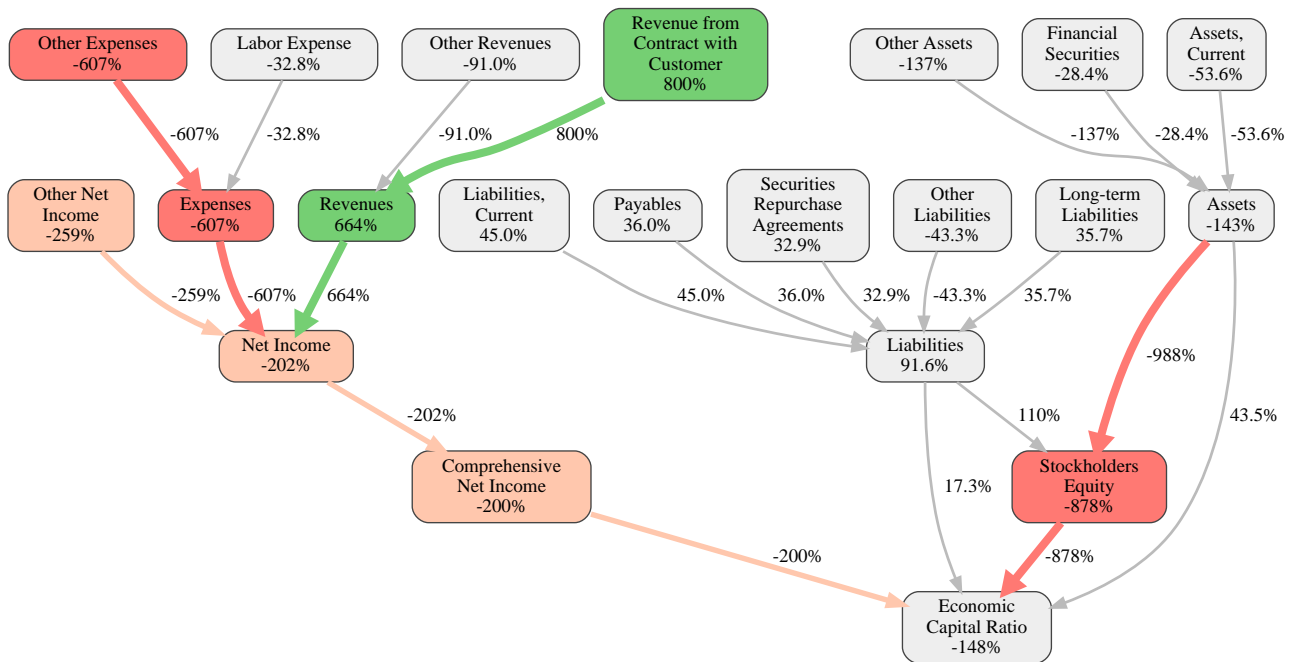 Other Expenses
-607%
Labor Expense
-32.8%
Other Revenues
-91.0%
Revenue from
Contract with
Customer
800%
Other Assets
-137%
Financial
Securities
-28.4%
Assets,
Current
-53.6%
-607%
-32.8%
-91.0%
800%
-137%
-28.4%
-53.6%
Other Net
Income
-259%
Expenses
-607%
Revenues
664%
Liabilities,
Current
45.0%
Payables
36.0%
Securities
Repurchase
Agreements
32.9%
Other
Liabilities
-43.3%
Long-term
Liabilities
35.7%
Assets
-143%
-259%
-607%
664%
45.0%
36.0%
32.9%
-43.3%
35.7%
Net Income
-202%
Liabilities
91.6%
-988%
-202%
110%
43.5%
Comprehensive
Net Income
-200%
17.3%
Stockholders
Equity
-878%
-200%
-878%
Economic
Capital Ratio
-148%